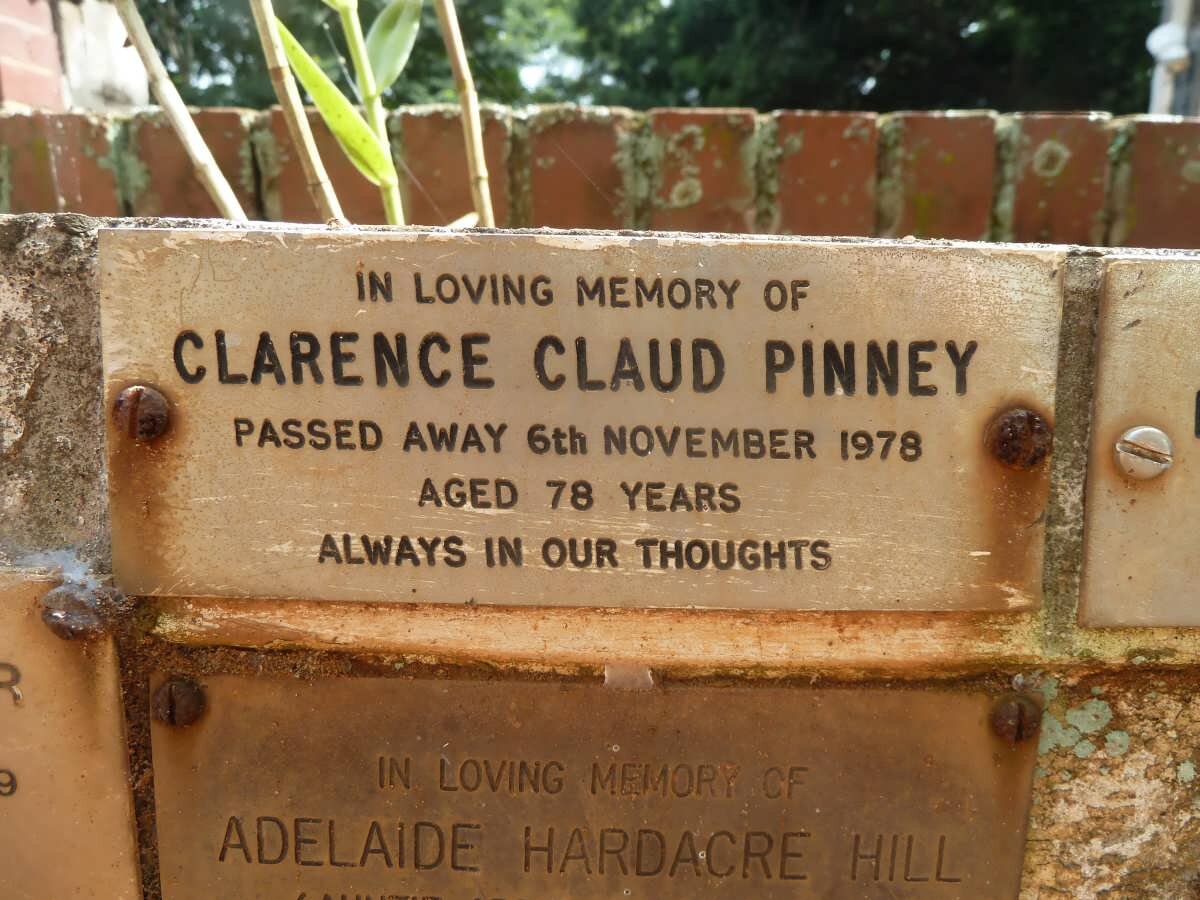 IN LOVING MEMORY OF
CLARENCE CLAUD PINNEY
PASSED AWAY 6th NOVEMBER 1978
AGED 78 YEARS
ALWAYS IN OUR THOUGHTS
R
9
IN LOVING MEMORY OF
ADELAIDE HARDACRE HILL